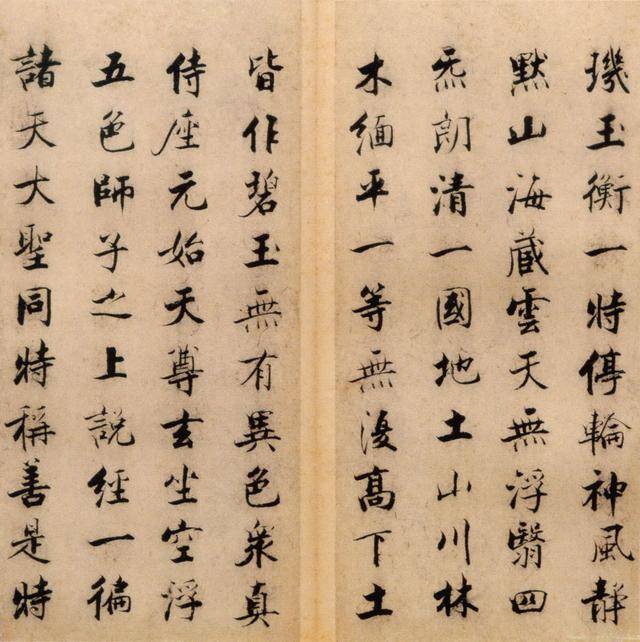 璣玉衡一時停輪神風靜
默山海藏雲天無浮翳四
炁朗清一國地土山川林
木緬平一等無復高下土
皆作碧玉無有異色衆真
侍座元始天尊玄坐空浮
五色師子之上說經一徧
諸天大聖同時稱善是時